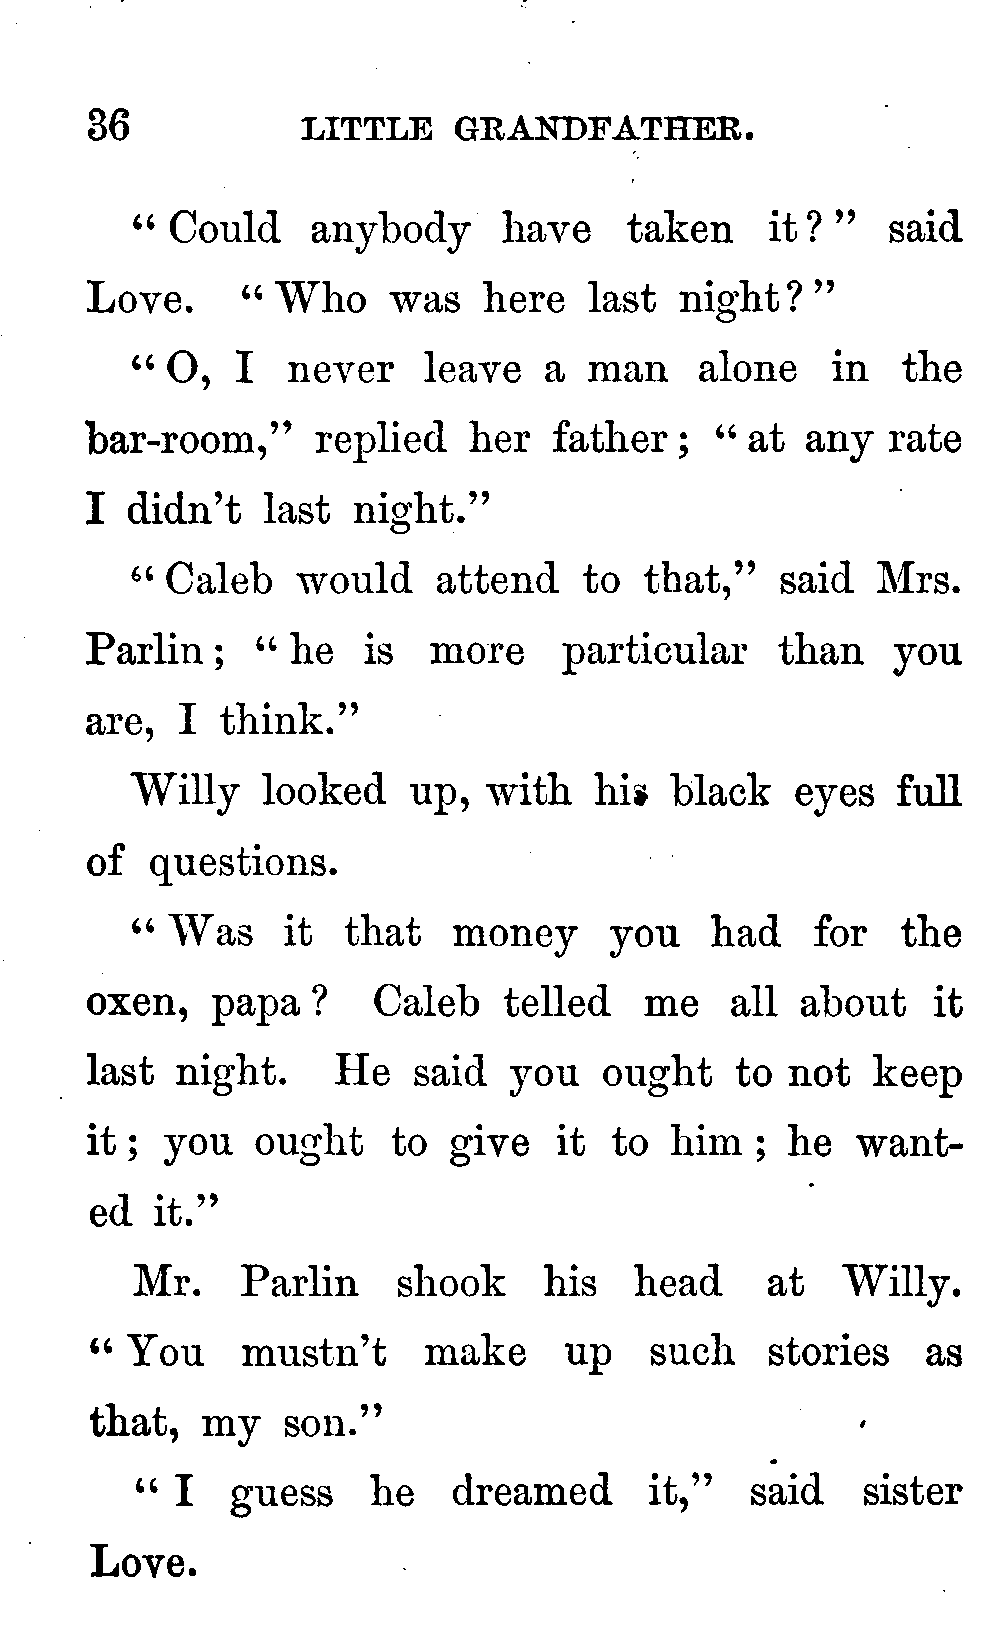 36 LITTLE GRANDFATHER.
“Could anybody have taken it?” said
Love. “Who was here last night?”
“O, I never leave a man alone in the
bar-room,” replied her father; “at any rate
I didn’t last night.”
“Caleb would attend to that,” said Mrs.
Parlin; “he is more particular than you
are, I think.”
Willy looked up, with his black eyes full
of questions.
“Was it that money you had for the
oxen, papa? Caleb telled me all about it
last night. He said you ought to not keep
it; you ought to give it to him; he want-
ed it.”
Mr. Parlin shook his head at Willy.
“You mustn’t make up such stories as
that, my son.”
“I guess he dreamed it,” said sister
Love.